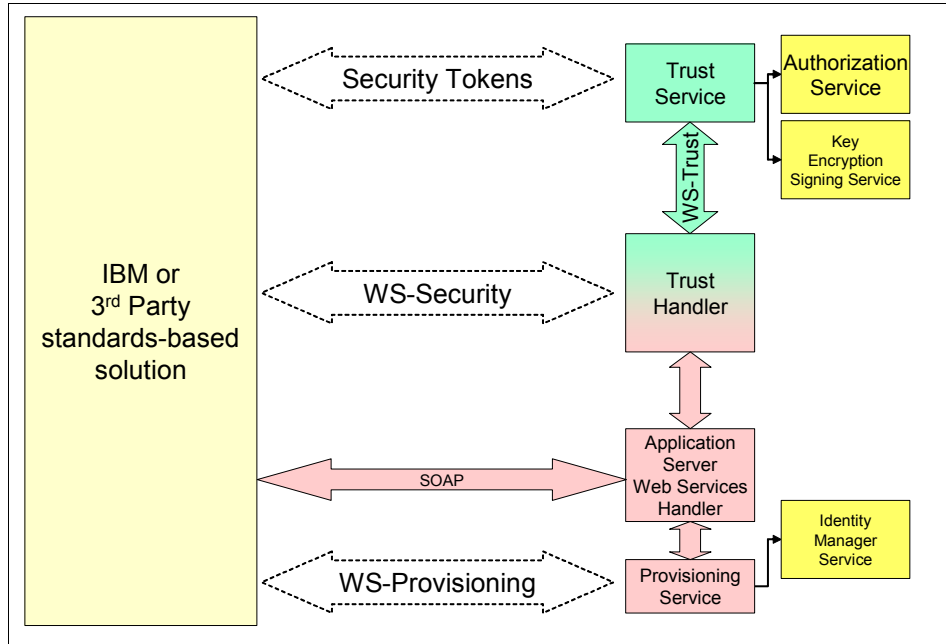 IBM or
3rd Party
standards-based
solution
Security Tokens
Trust
Service
Authorization
Service
Key
Encryption
Signing Service
WS-Trust
WS-Security
Trust
Handler
SOAP
Application
Server
Web Services
Handler
Identity
Manager
Service
WS-Provisioning
Provisioning
Service